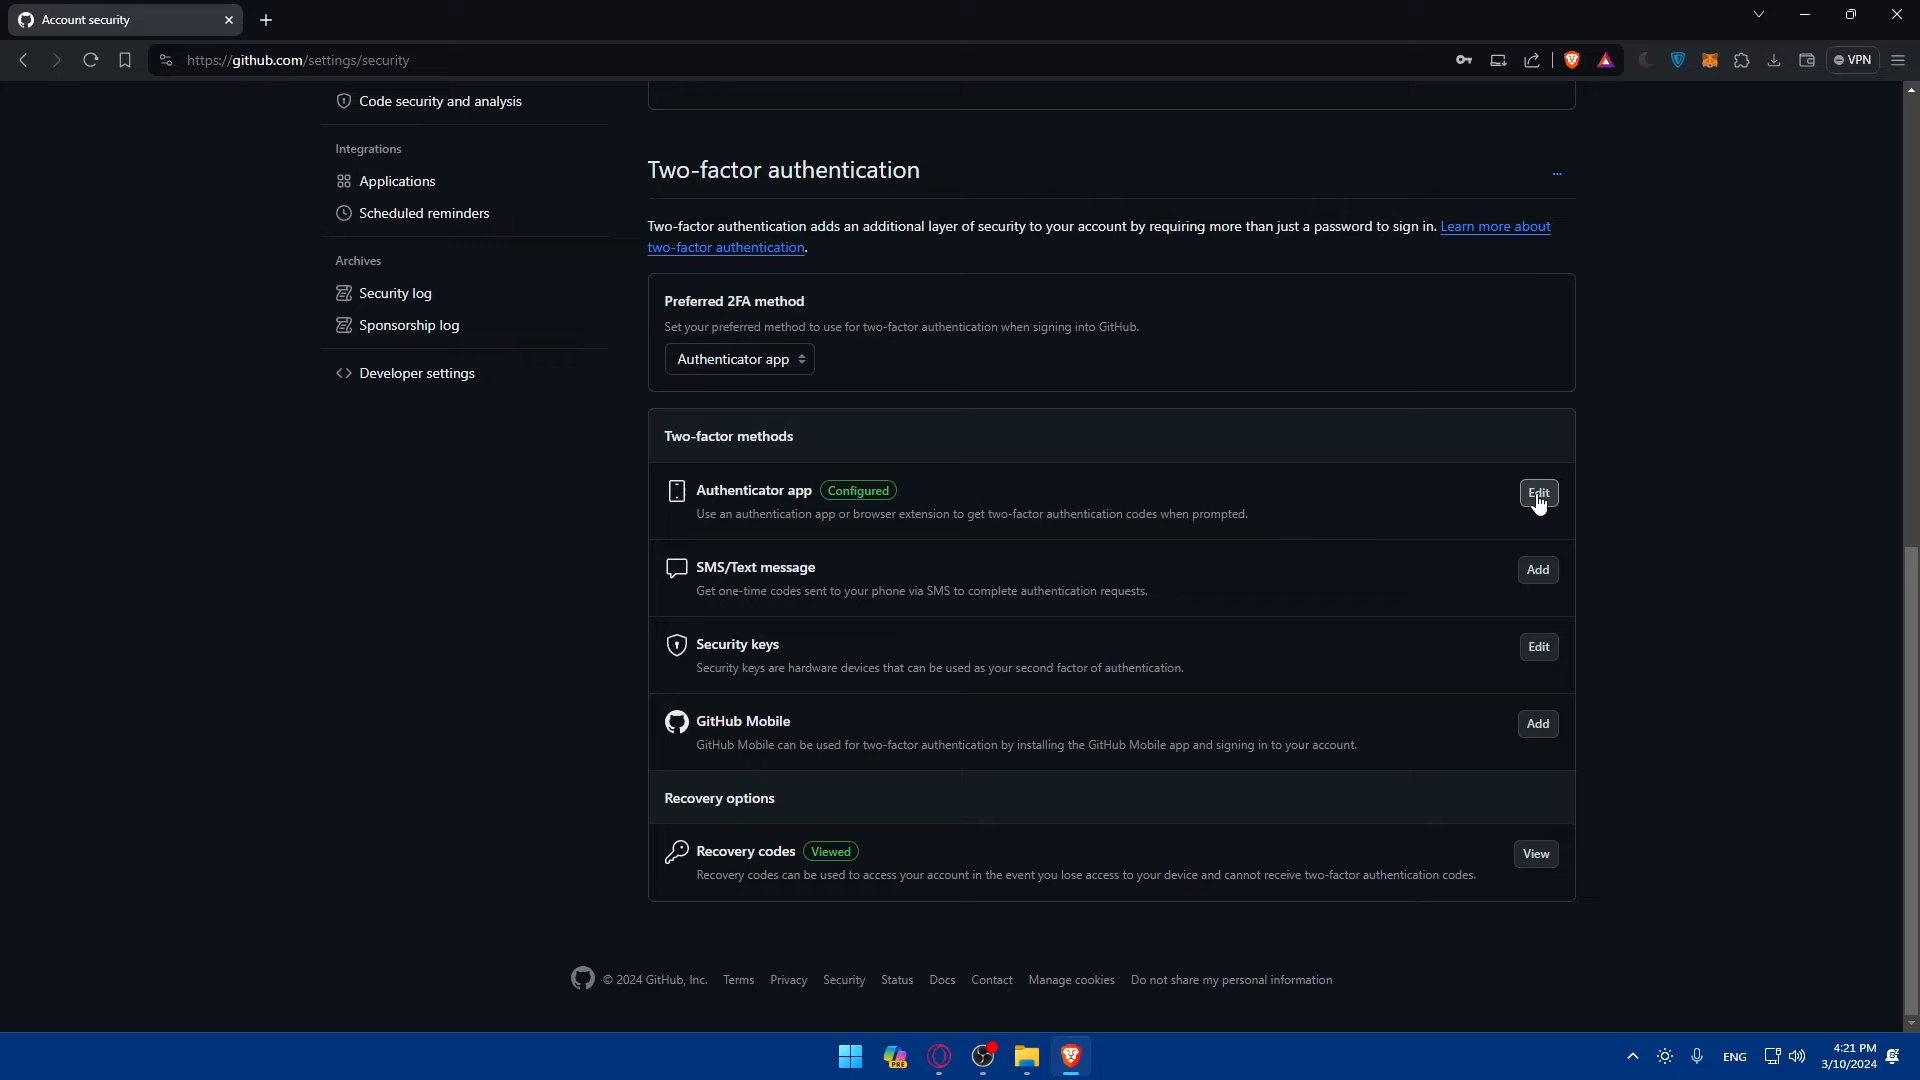 Account security
https://github.com/settings/security
VPN
Code security and analysis
Integrations
Applications
Scheduled reminders
Archives
Security log
Sponsorship log
Developer settings
Two-factor authentication
Two-factor authentication adds an additional layer of security to your account by requiring more than just a password to sign in. Learn more about
two-factor authentication.
Preferred 2FA method
Set your preferred method to use for two-factor authentication when signing into GitHub.
Authenticator app
Two-factor methods
Authenticator app Configured
Edit
Use an authentication app or browser extension to get two-factor authentication codes when prompted.
SMS/Text message
Add
Get one-time codes sent to your phone via SMS to complete authentication requests.
Security keys
Edit
Security keys are hardware devices that can be used as your second factor of authentication.
GitHub Mobile
Add
GitHub Mobile can be used for two-factor authentication by installing the GitHub Mobile app and signing in to your account.
Recovery options
Recovery codes Viewed
View
Recovery codes can be used to access your account in the event you lose access to your device and cannot receive two-factor authentication codes.
© 2024 GitHub, Inc. Terms Privacy Security Status Docs Contact Manage cookies Do not share my personal information
PRE
ENG
4:21 PM
3/10/2024